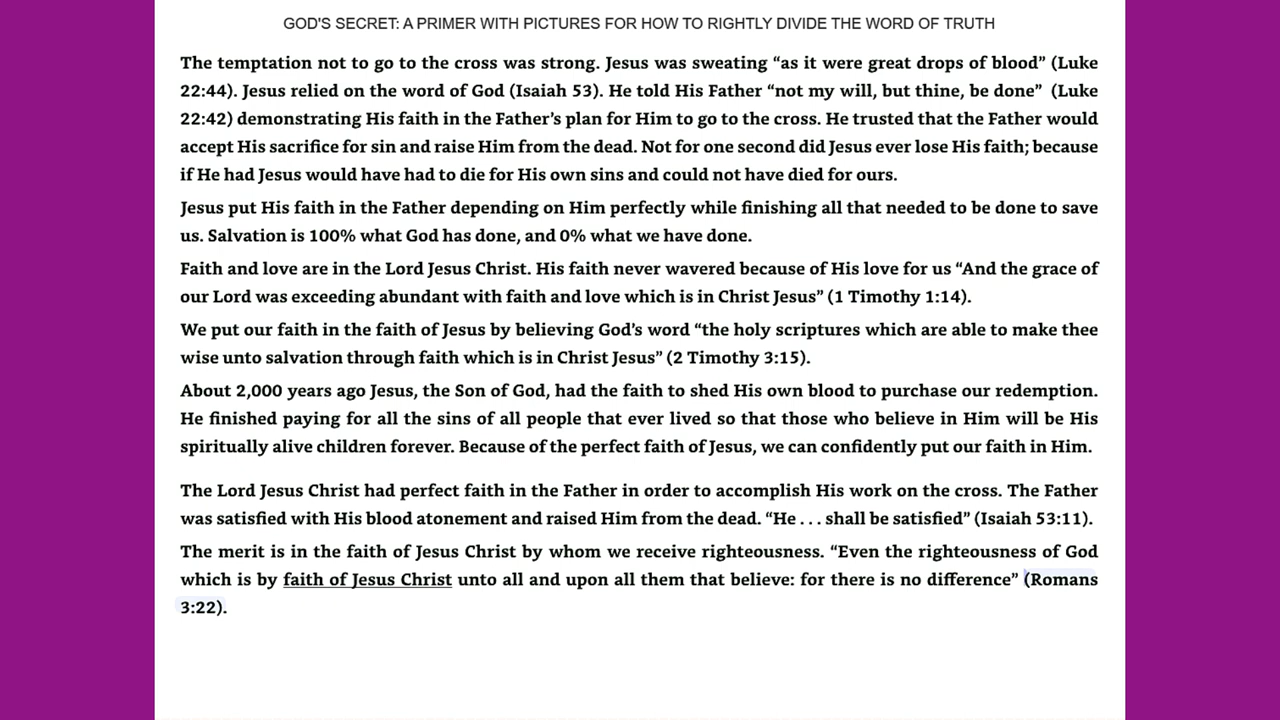 GOD'S SECRET: A PRIMER WITH PICTURES FOR HOW TO RIGHTLY DIVIDE THE WORD OF TRUTH
The temptation not to go to the cross was strong. Jesus was sweating “as it were great drops of blood” (Luke
22:44). Jesus relied on the word of God (Isaiah 53). He told His Father “not my will, but thine, be done” (Luke
22:42) demonstrating His faith in the Father’s plan for Him to go to the cross. He trusted that the Father would
accept His sacrifice for sin and raise Him from the dead. Not for one second did Jesus ever lose His faith; because
if He had Jesus would have had to die for His own sins and could not have died for ours.
Jesus put His faith in the Father depending on Him perfectly while finishing all that needed to be done to save
us. Salvation is 100% what God has done, and 0% what we have done.
Faith and love are in the Lord Jesus Christ. His faith never wavered because of His love for us “And the grace of
our Lord was exceeding abundant with faith and love which is in Christ Jesus” (1 Timothy 1:14).
We put our faith in the faith of Jesus by believing God’s word “the holy scriptures which are able to make thee
wise unto salvation through faith which is in Christ Jesus” (2 Timothy 3:15).
About 2,000 years ago Jesus, the Son of God, had the faith to shed His own blood to purchase our redemption.
He finished paying for all the sins of all people that ever lived so that those who believe in Him will be His
spiritually alive children forever. Because of the perfect faith of Jesus, we can confidently put our faith in Him.
The Lord Jesus Christ had perfect faith in the Father in order to accomplish His work on the cross. The Father
was satisfied with His blood atonement and raised Him from the dead. “He . . . shall be satisfied” (Isaiah 53:11).
The merit is in the faith of Jesus Christ by whom we receive righteousness. “Even the righteousness of God
which is by faith of Jesus Christ unto all and upon all them that believe: for there is no difference” (Romans
3:22).